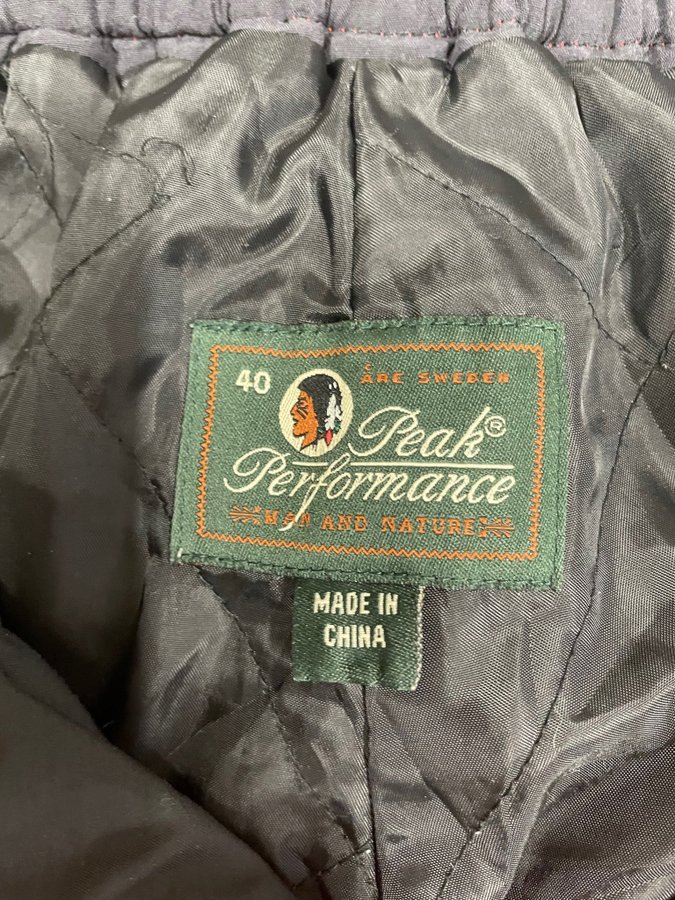 40
ÅRE SWEDEN
Peak®
Performance
MAN AND NATURE
MADE IN
CHINA